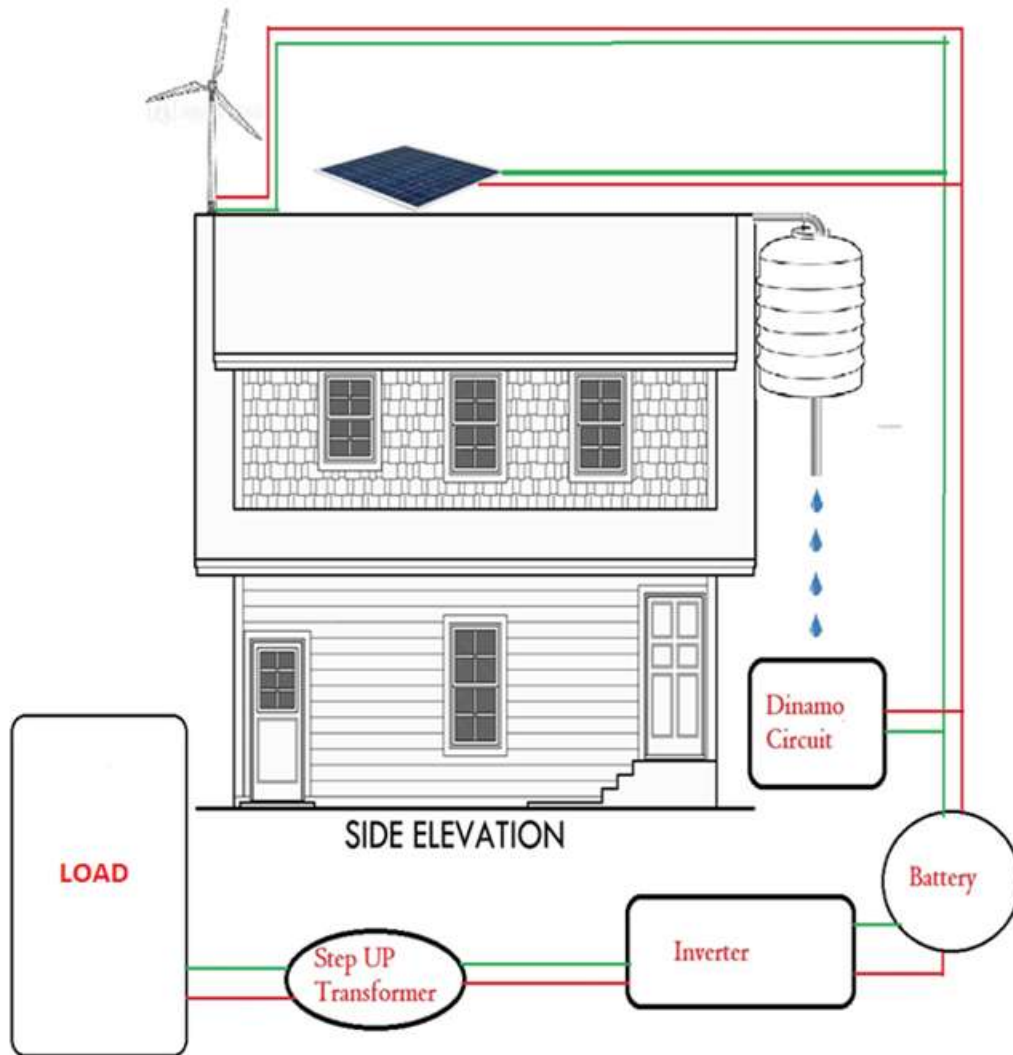 Dinamo
Circuit
SIDE ELEVATION
LOAD
Battery
Inverter
Step UP
Transformer